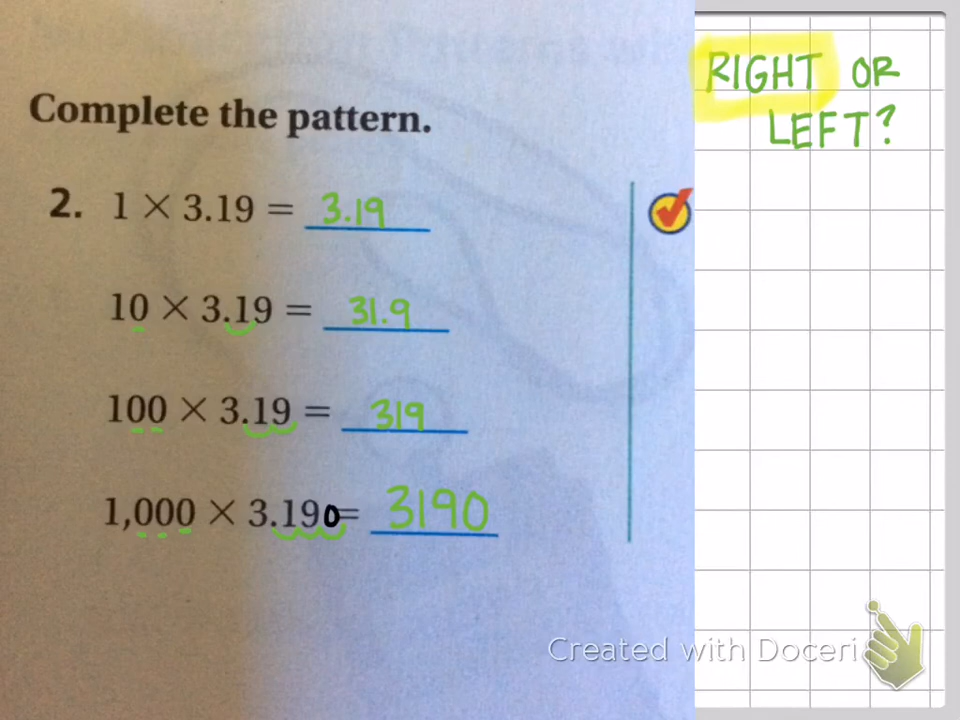 Complete the pattern.
2. 1 × 3.19 = 3.19
10 × 3.19 = 31.9
100 × 3.19 = 319
1,000 × 3.190= 3190
RIGHT OR
LEFT?
Created with Doceri